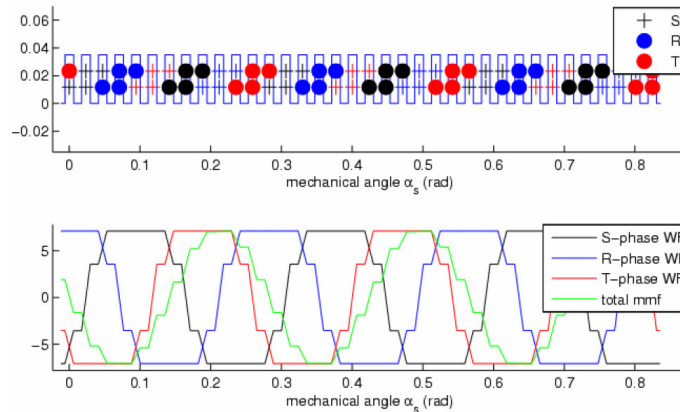 0.06
0.04
0.02
0
−0.02
S
R
T
0 0.1 0.2 0.3 0.4 0.5 0.6 0.7 0.8
mechanical angle αs (rad)
5
0
−5
S−phase WF
R−phase WF
T−phase WF
total mmf
0 0.1 0.2 0.3 0.4 0.5 0.6 0.7 0.8
mechanical angle αs (rad)